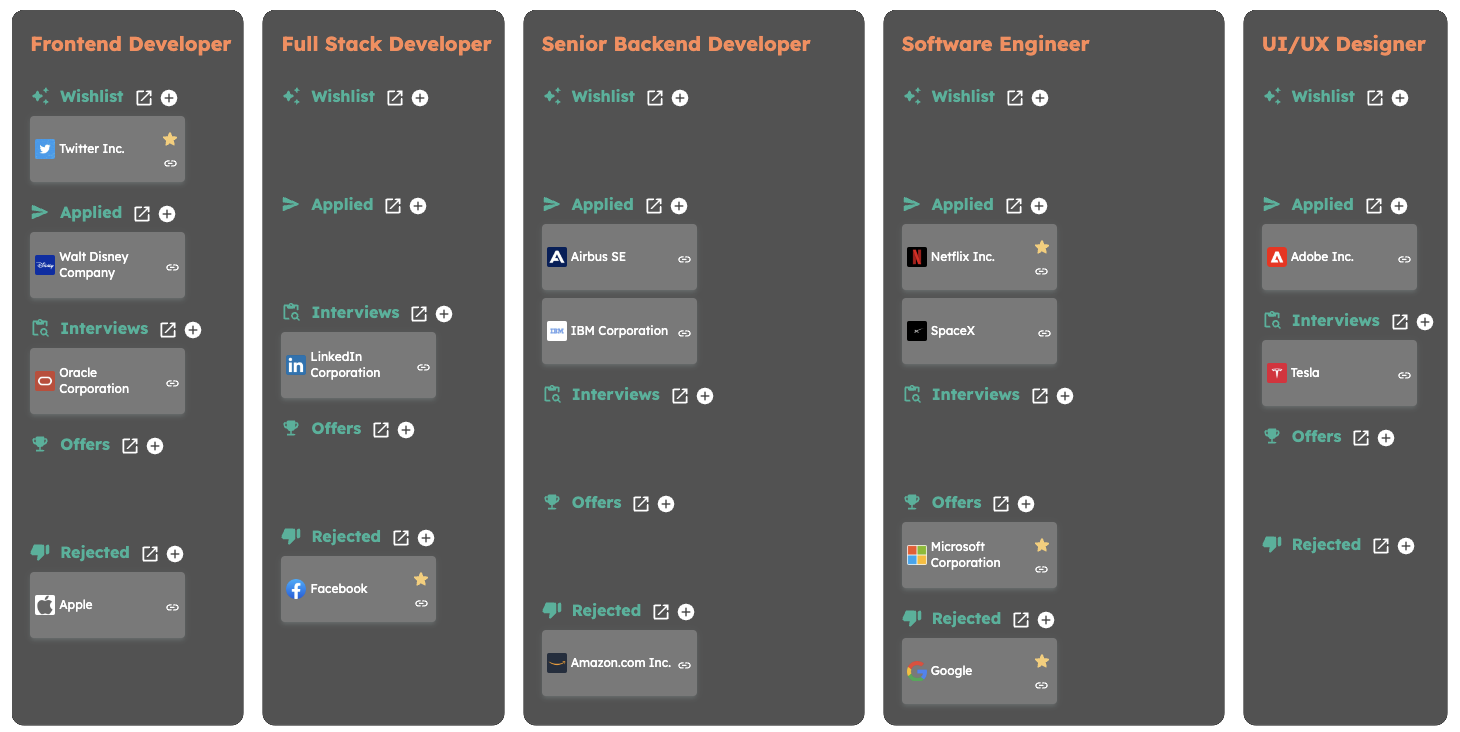 Frontend Developer
Wishlist
Twitter Inc.
Applied
Walt Disney
Company
Interviews
Oracle
Corporation
Offers
Rejected
Apple
Full Stack Developer
Wishlist
Applied
Interviews
LinkedIn
Corporation
Offers
Rejected
Facebook
Senior Backend Developer
Wishlist
Applied
Airbus SE
IBM
IBM Corporation
Interviews
Offers
Rejected
Amazon.com Inc.
Software Engineer
Wishlist
Applied
Netflix Inc.
SpaceX
Interviews
Offers
Microsoft
Corporation
Rejected
Google
UI/UX Designer
Wishlist
Applied
Adobe Inc.
Interviews
Tesla
Offers
Rejected